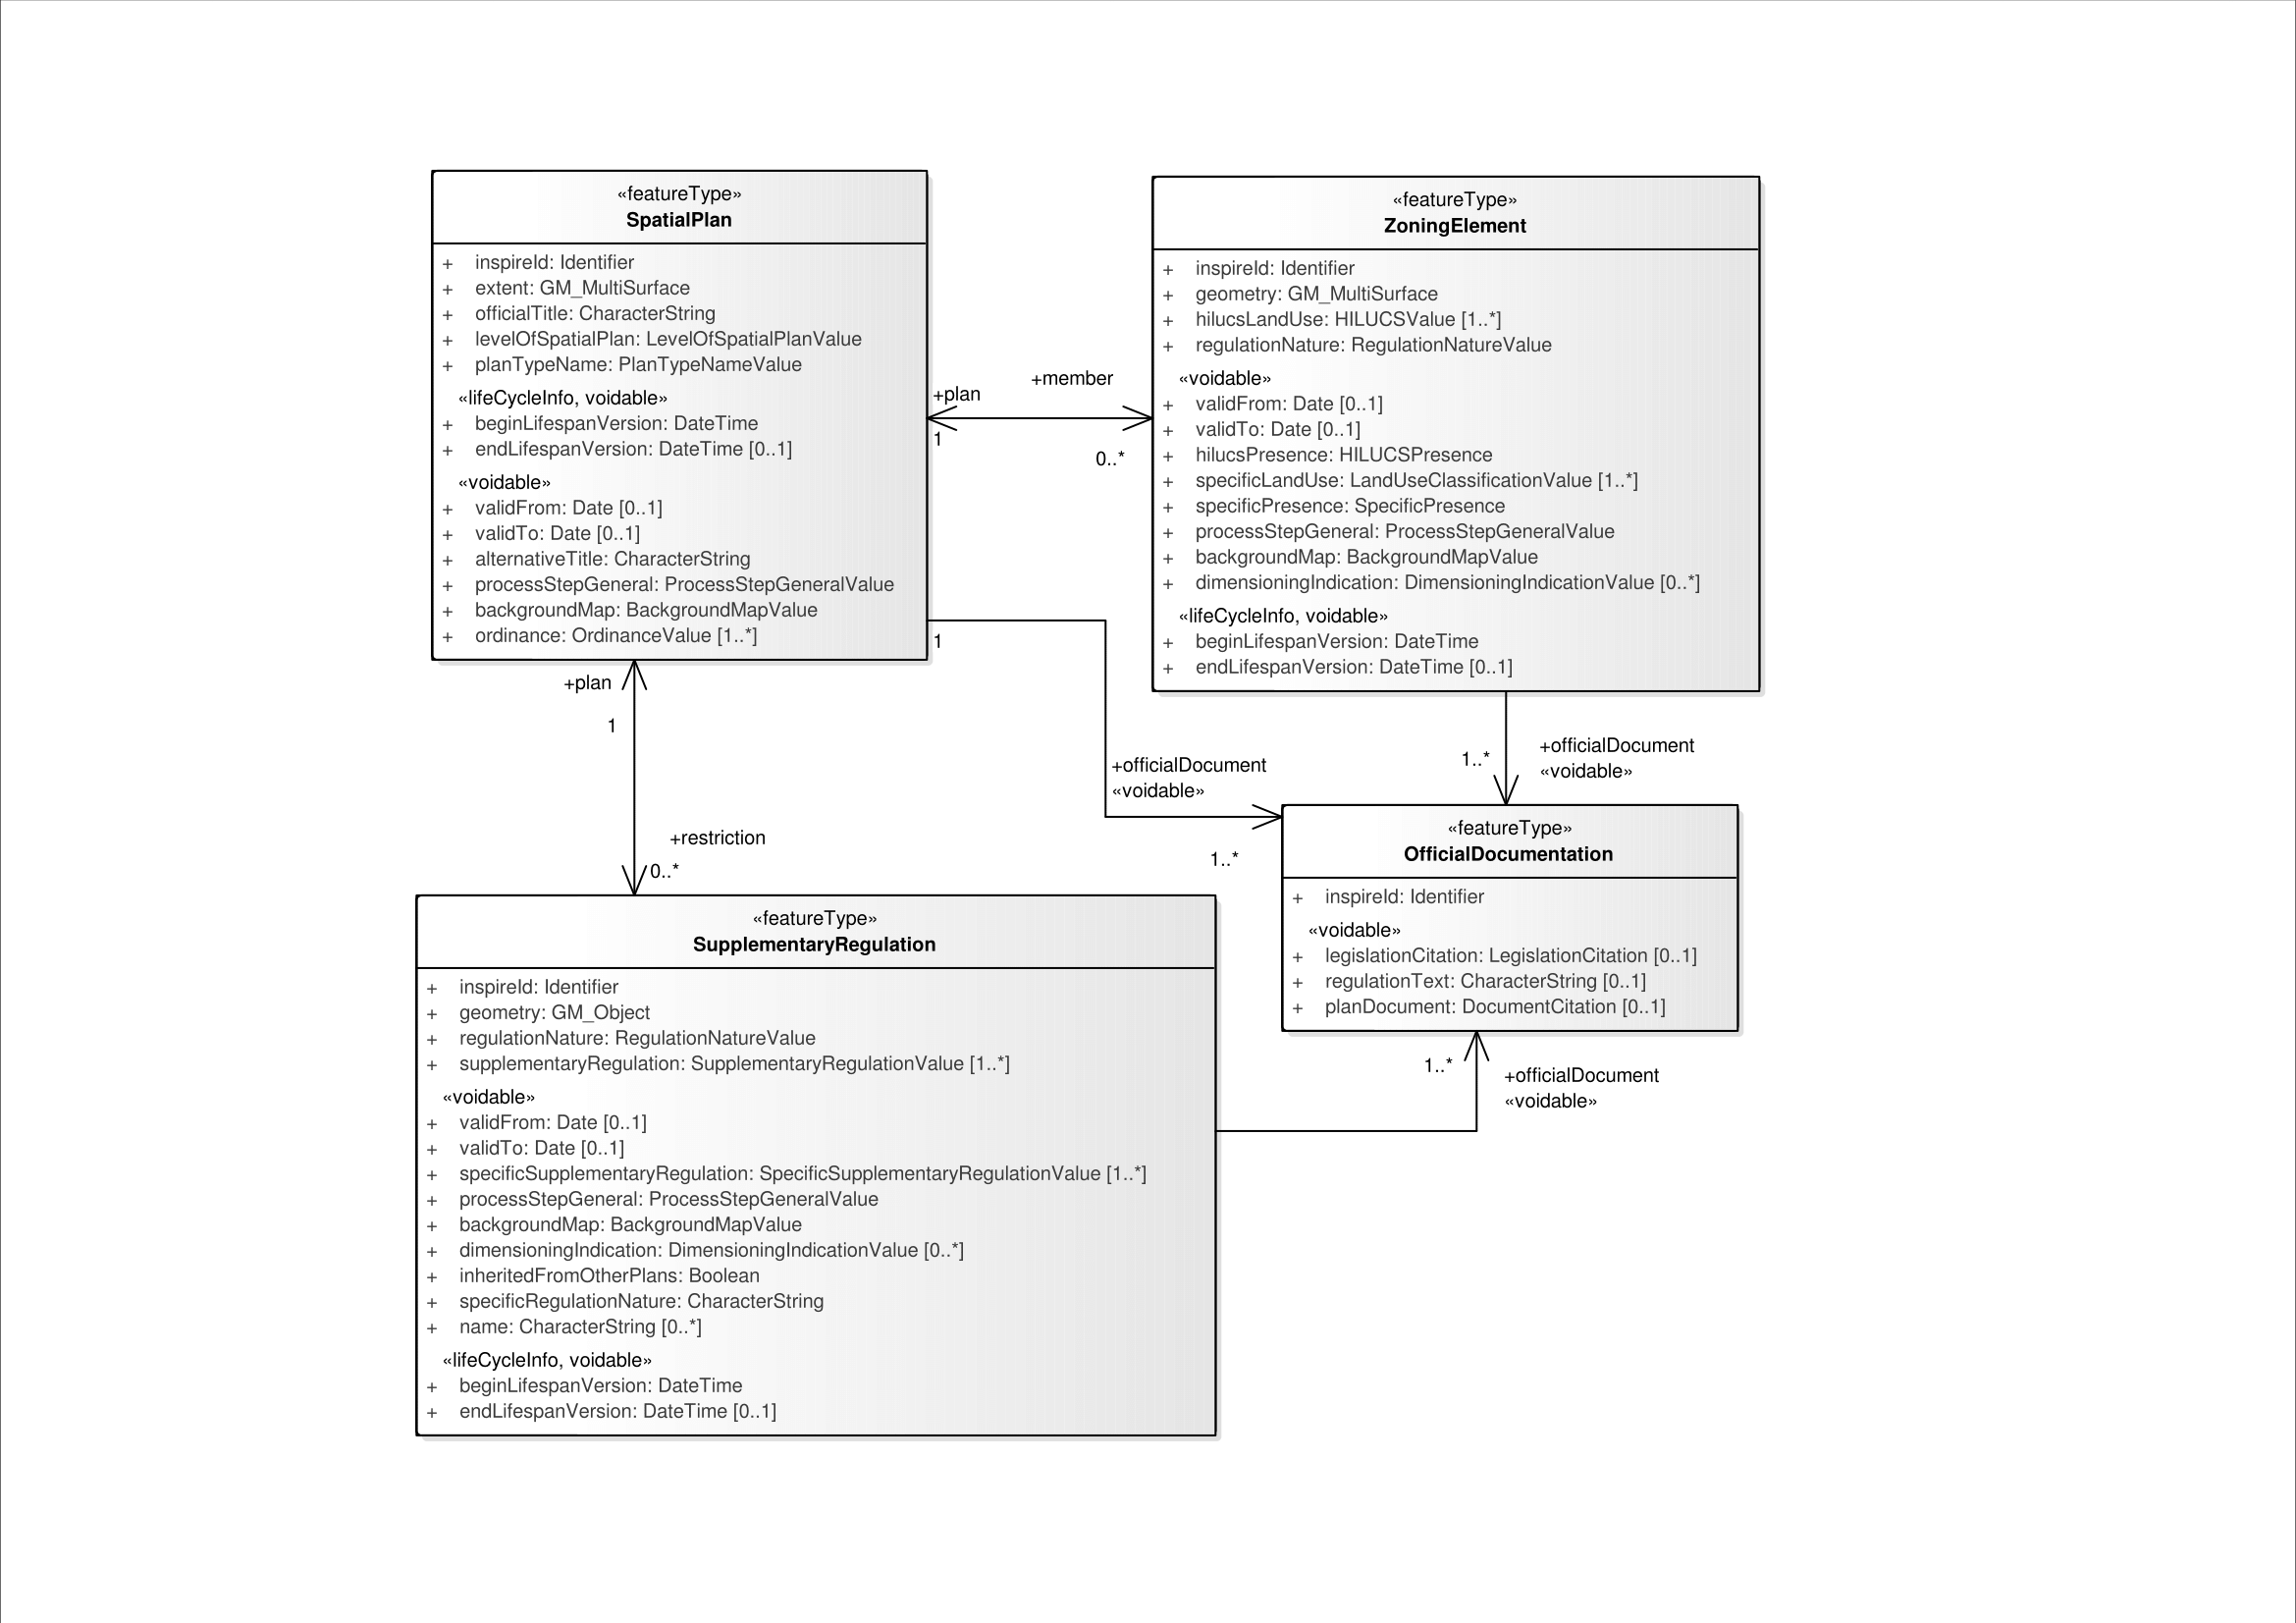 «featureType»
SpatialPlan
+ inspireId: Identifier
+ extent: GM_MultiSurface
+ officialTitle: CharacterString
+ levelOfSpatialPlan: LevelOfSpatialPlanValue
+ planTypeName: PlanTypeNameValue
«lifeCycleInfo, voidable»
+ beginLifespanVersion: DateTime
+ endLifespanVersion: DateTime [0..1]
«voidable»
+ validFrom: Date [0..1]
+ validTo: Date [0..1]
+ alternativeTitle: CharacterString
+ processStepGeneral: ProcessStepGeneralValue
+ backgroundMap: BackgroundMapValue
+ ordinance: OrdinanceValue [1..*]
+plan
1
+member
0..*
«featureType»
ZoningElement
+ inspireId: Identifier
+ geometry: GM_MultiSurface
+ hilucsLandUse: HILUCSValue [1..*]
+ regulationNature: RegulationNatureValue
«voidable»
+ validFrom: Date [0..1]
+ validTo: Date [0..1]
+ hilucsPresence: HILUCSPresence
+ specificLandUse: LandUseClassificationValue [1..*]
+ specificPresence: SpecificPresence
+ processStepGeneral: ProcessStepGeneralValue
+ backgroundMap: BackgroundMapValue
+ dimensioningIndication: DimensioningIndicationValue [0..*]
«lifeCycleInfo, voidable»
+ beginLifespanVersion: DateTime
+ endLifespanVersion: DateTime [0..1]
1
+officialDocument
«voidable»
1..*
1..*
+officialDocument
«voidable»
+plan
1
+restriction
0..*
«featureType»
OfficialDocumentation
+ inspireId: Identifier
«voidable»
+ legislationCitation: LegislationCitation [0..1]
+ regulationText: CharacterString [0..1]
+ planDocument: DocumentCitation [0..1]
1..*
+officialDocument
«voidable»
«featureType»
SupplementaryRegulation
+ inspireId: Identifier
+ geometry: GM_Object
+ regulationNature: RegulationNatureValue
+ supplementaryRegulation: SupplementaryRegulationValue [1..*]
«voidable»
+ validFrom: Date [0..1]
+ validTo: Date [0..1]
+ specificSupplementaryRegulation: SpecificSupplementaryRegulationValue [1..*]
+ processStepGeneral: ProcessStepGeneralValue
+ backgroundMap: BackgroundMapValue
+ dimensioningIndication: DimensioningIndicationValue [0..*]
+ inheritedFromOtherPlans: Boolean
+ specificRegulationNature: CharacterString
+ name: CharacterString [0..*]
«lifeCycleInfo, voidable»
+ beginLifespanVersion: DateTime
+ endLifespanVersion: DateTime [0..1]